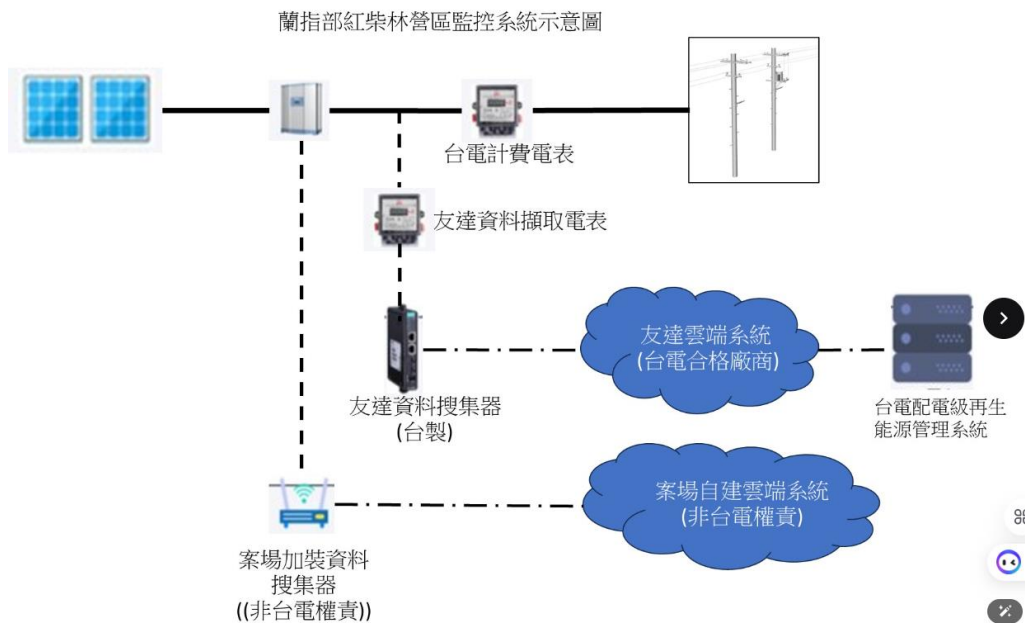 蘭指部紅柴林營區監控系統示意圖
台電計費電表
友達資料擷取電表
友達雲端系統
(台電合格廠商)
友達資料搜集器
(台製)
台電配電級再生
能源管理系統
案場自建雲端系統
(非台電權責)
案場加裝資料
搜集器
((非台電權責))